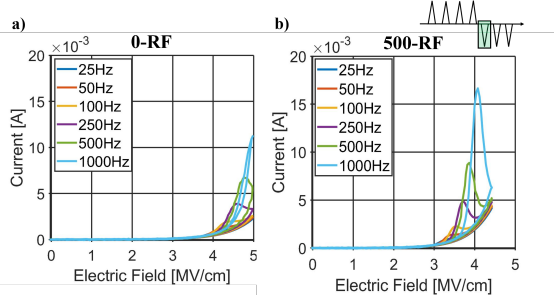 a)
0-RF
×10⁻³
20
15
10
5
0
Current [A]
25Hz
50Hz
100Hz
250Hz
500Hz
1000Hz
0 1 2 3 4 5
Electric Field [MV/cm]
b)
500-RF
×10⁻³
20
15
10
5
0
Current [A]
25Hz
50Hz
100Hz
250Hz
500Hz
1000Hz
0 1 2 3 4 5
Electric Field [MV/cm]